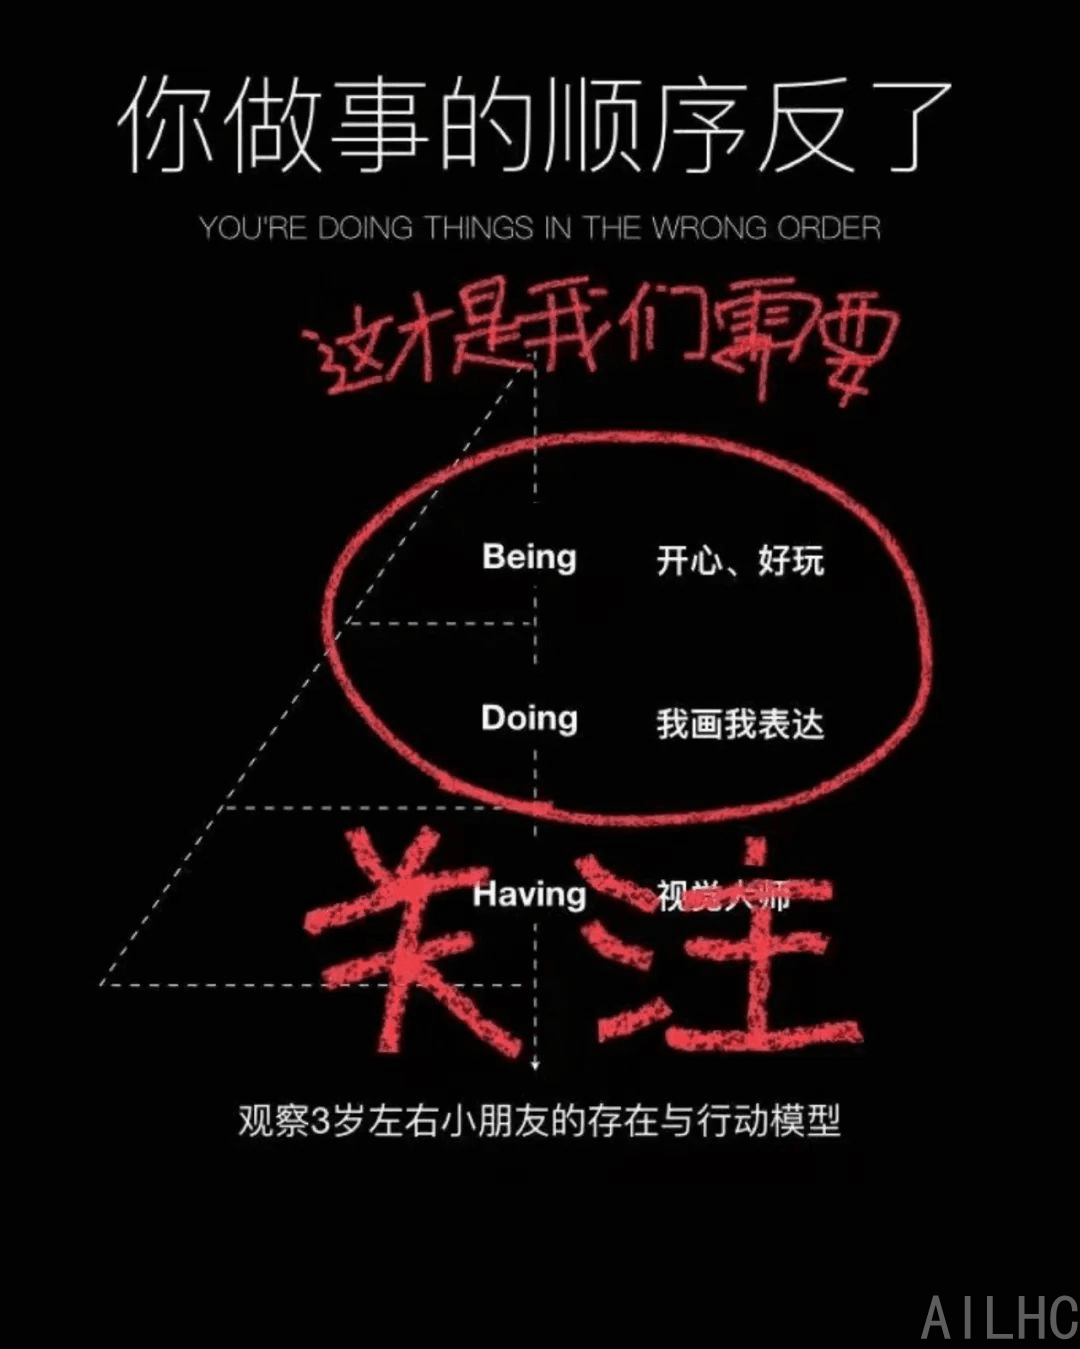 你做事的顺序反了
YOU'RE DOING THINGS IN THE WRONG ORDER
这才是我们需要
Being 开心、好玩
Doing 我画我表达
Having 视觉大师
关注
观察3岁左右小朋友的存在与行动模型
AILHC